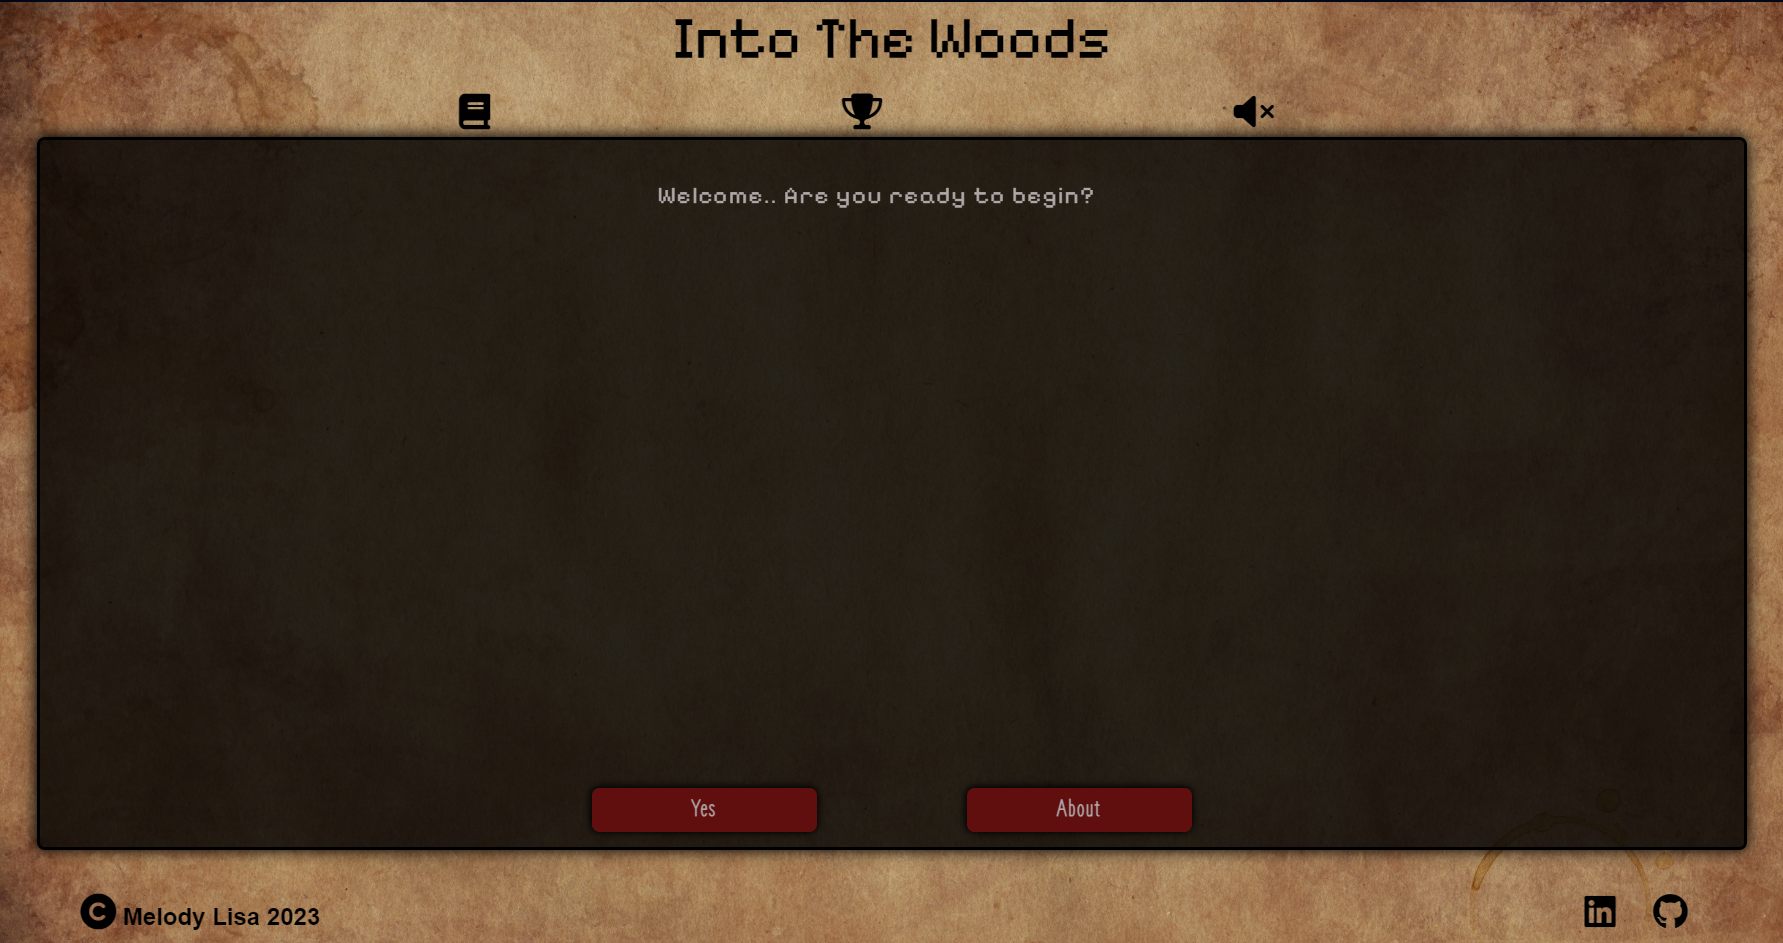 Into The Woods
Welcome.. Are you ready to begin?
Yes
About
Melody Lisa 2023